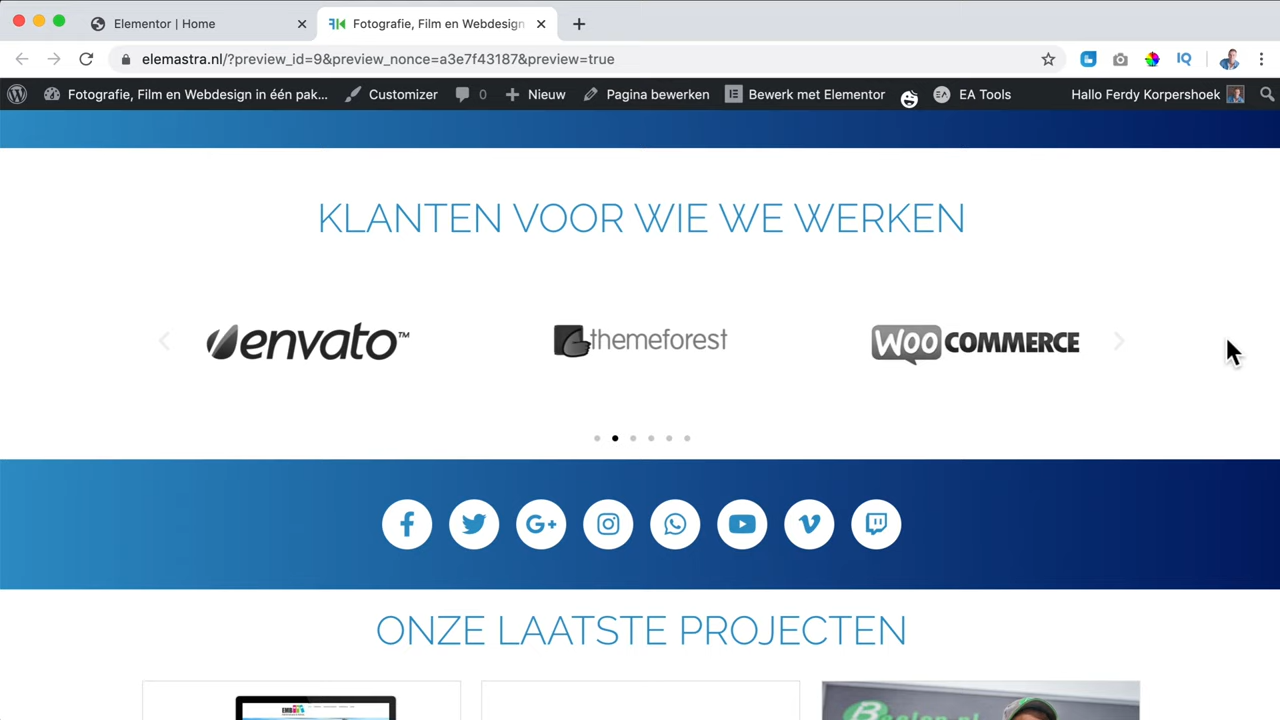 Elementor | Home
Fotografie, Film en Webdesign
elemastra.nl/?preview_id=9&preview_nonce=a3e7f43187&preview=true
IQ
Fotografie, Film en Webdesign in één pak...
Customizer
0
Nieuw
Pagina bewerken
Bewerk met Elementor
EA Tools
Hallo Ferdy Korpershoek
KLANTEN VOOR WIE WE WERKEN
envato™
themeforest
WOO COMMERCE
ONZE LAATSTE PROJECTEN